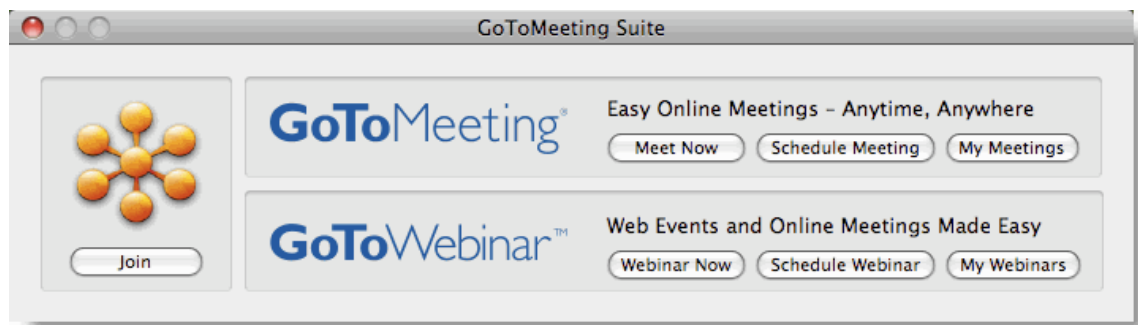 GoToMeeting Suite
GoToMeeting®
Easy Online Meetings – Anytime, Anywhere
Meet Now
Schedule Meeting
My Meetings
Join
GoToWebinar™
Web Events and Online Meetings Made Easy
Webinar Now
Schedule Webinar
My Webinars